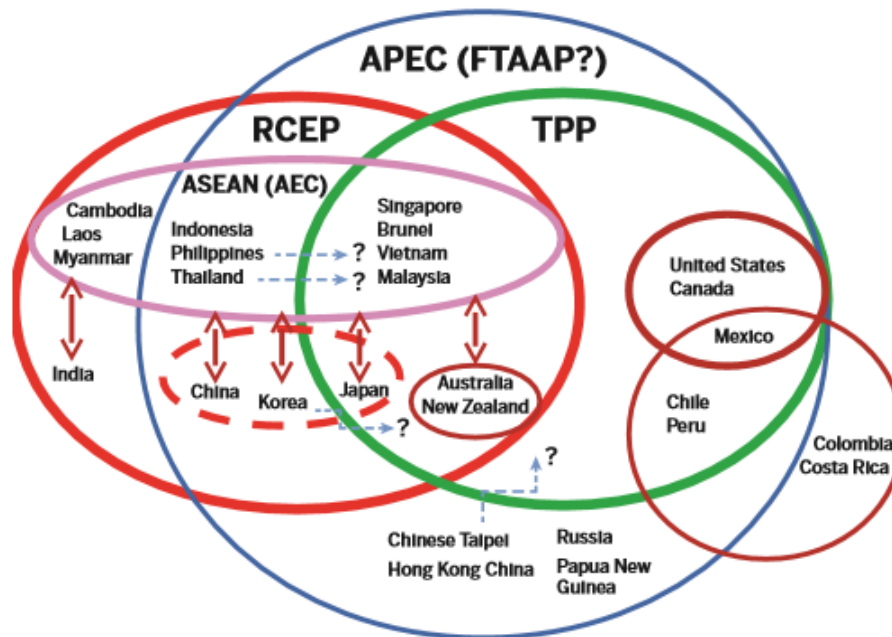 APEC (FTAAP?)
RCEP
TPP
ASEAN (AEC)
Cambodia
Laos
Myanmar
Indonesia
Philippines
Thailand
?
?
Singapore
Brunei
Vietnam
Malaysia
United States
Canada
Mexico
India
China
Korea
Japan
?
Australia
New Zealand
Chile
Peru
Colombia
Costa Rica
?
Chinese Taipei
Hong Kong China
Russia
Papua New
Guinea